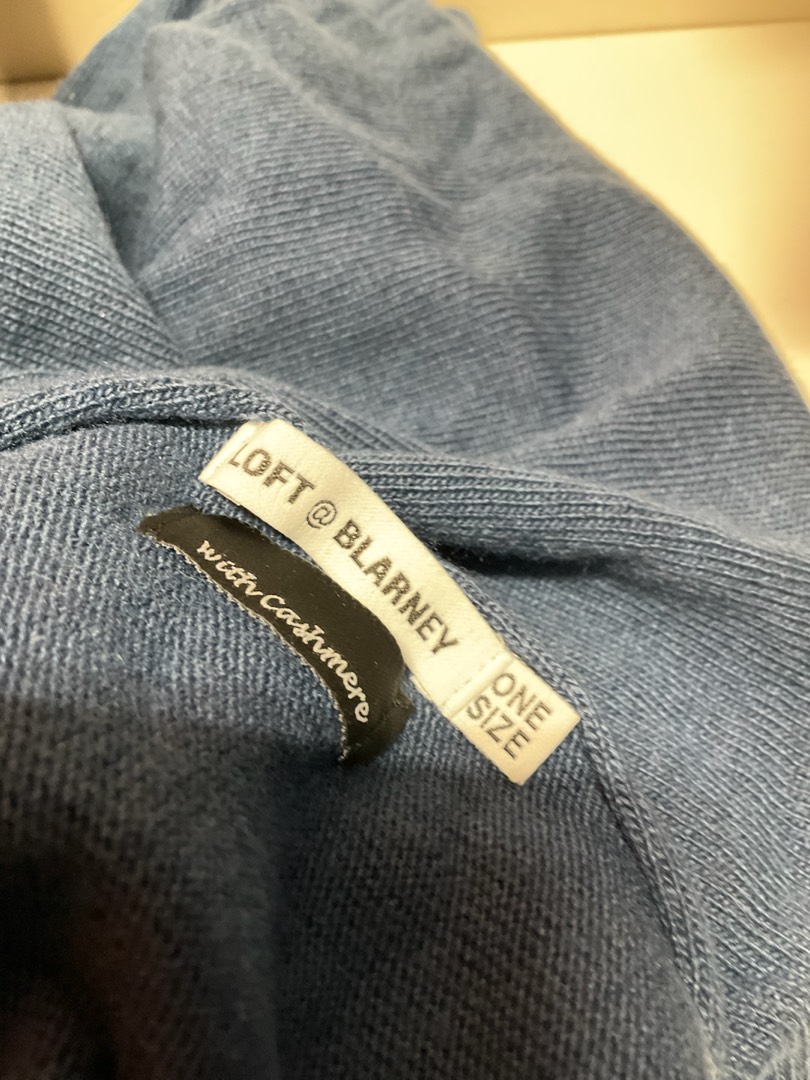 LOFT @ BLARNEY
with Cashmere
ONE
SIZE